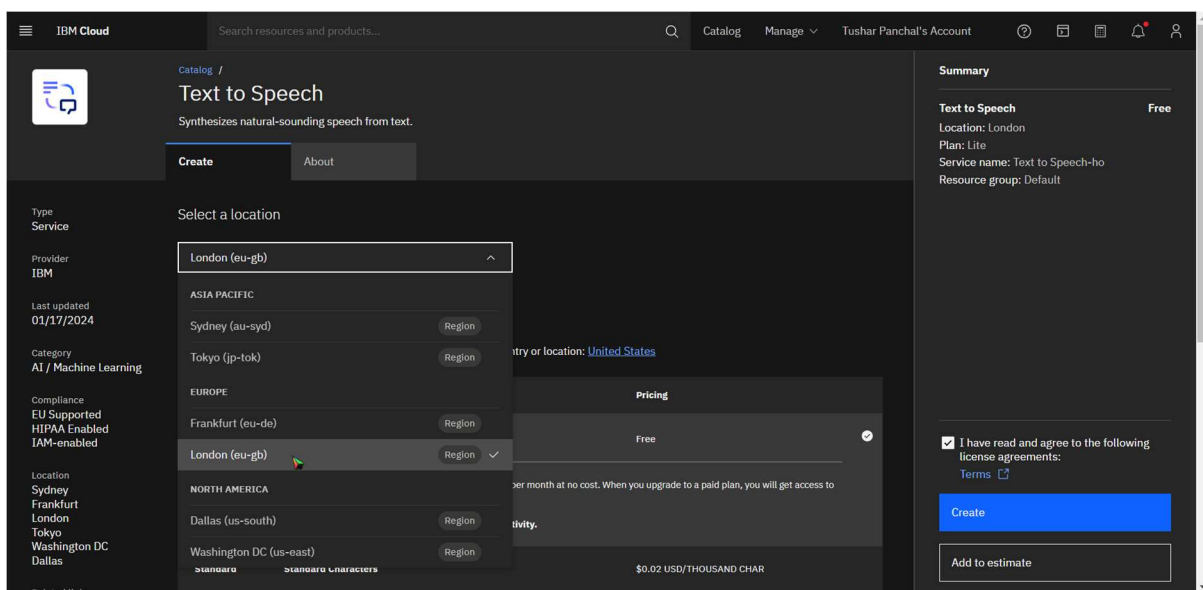 IBM Cloud
Search resources and products...
Catalog
Manage
Tushar Panchal's Account
Catalog /
Text to Speech
Synthesizes natural-sounding speech from text.
Create
About
Type
Service
Provider
IBM
Last updated
01/17/2024
Category
AI / Machine Learning
Compliance
EU Supported
HIPAA Enabled
IAM-enabled
Location
Sydney
Frankfurt
London
Tokyo
Washington DC
Dallas
Select a location
London (eu-gb)
ASIA PACIFIC
Sydney (au-syd) Region
Tokyo (jp-tok) Region
EUROPE
Frankfurt (eu-de) Region
London (eu-gb) Region
NORTH AMERICA
Dallas (us-south) Region
Washington DC (us-east) Region
or location: United States
Pricing
Free
per month at no cost. When you upgrade to a paid plan, you will get access to
Standard Standard Characters $0.02 USD/THOUSAND CHAR
Summary
Text to Speech Free
Location: London
Plan: Lite
Service name: Text to Speech-ho
Resource group: Default
I have read and agree to the following
license agreements:
Terms
Create
Add to estimate